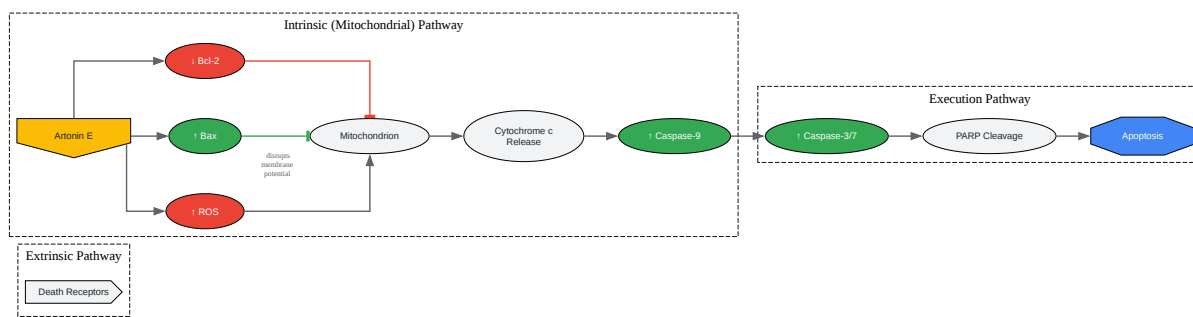 Intrinsic (Mitochondrial) Pathway
↓ Bcl-2
Artonin E
↑ Bax
disrupts
membrane
potential
↑ ROS
Mitochondrion
Cytochrome c
Release
↑ Caspase-9
Execution Pathway
↑ Caspase-3/7
PARP Cleavage
Apoptosis
Extrinsic Pathway
Death Receptors